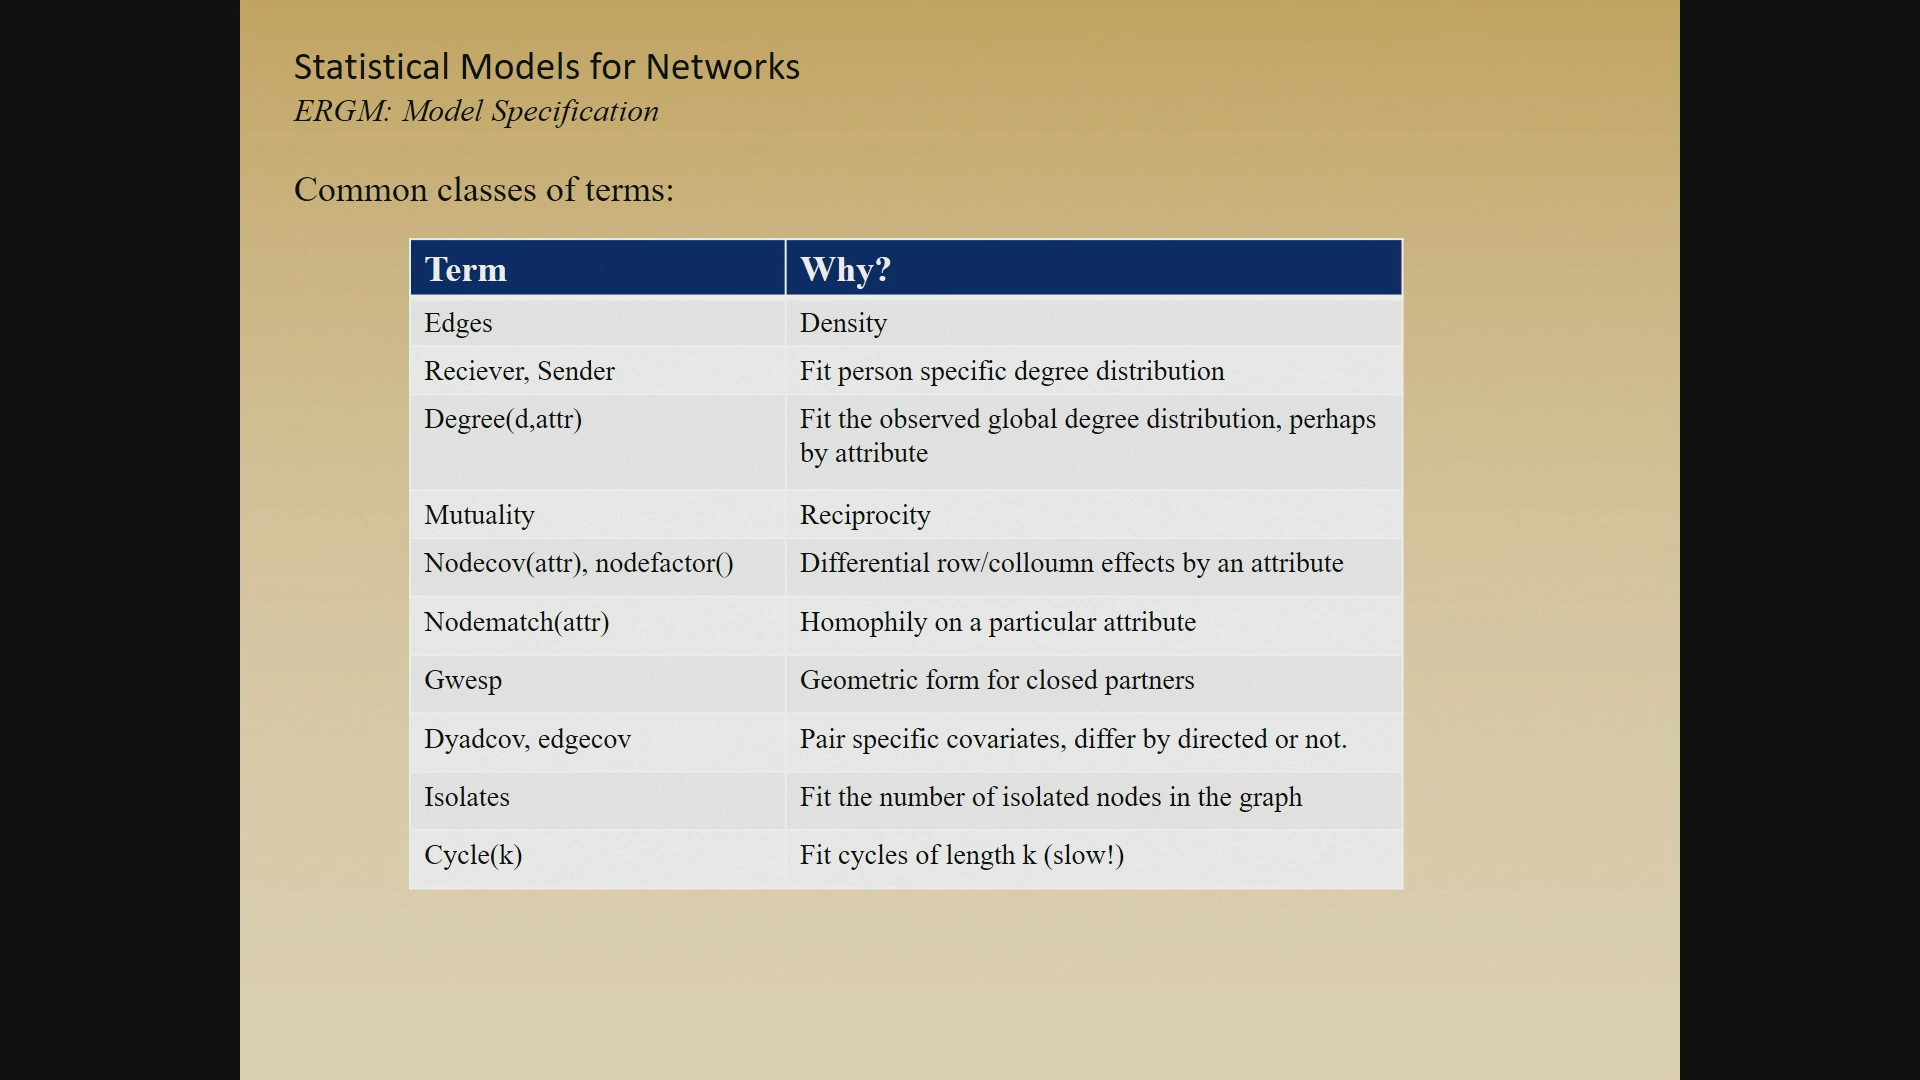 Statistical Models for Networks
ERGM: Model Specification
Common classes of terms:
Term Why?
Edges Density
Reciever, Sender Fit person specific degree distribution
Degree(d,attr) Fit the observed global degree distribution, perhaps
by attribute
Mutuality Reciprocity
Nodecov(attr), nodefactor() Differential row/colloumn effects by an attribute
Nodematch(attr) Homophily on a particular attribute
Gwesp Geometric form for closed partners
Dyadcov, edgecov Pair specific covariates, differ by directed or not.
Isolates Fit the number of isolated nodes in the graph
Cycle(k) Fit cycles of length k (slow!)